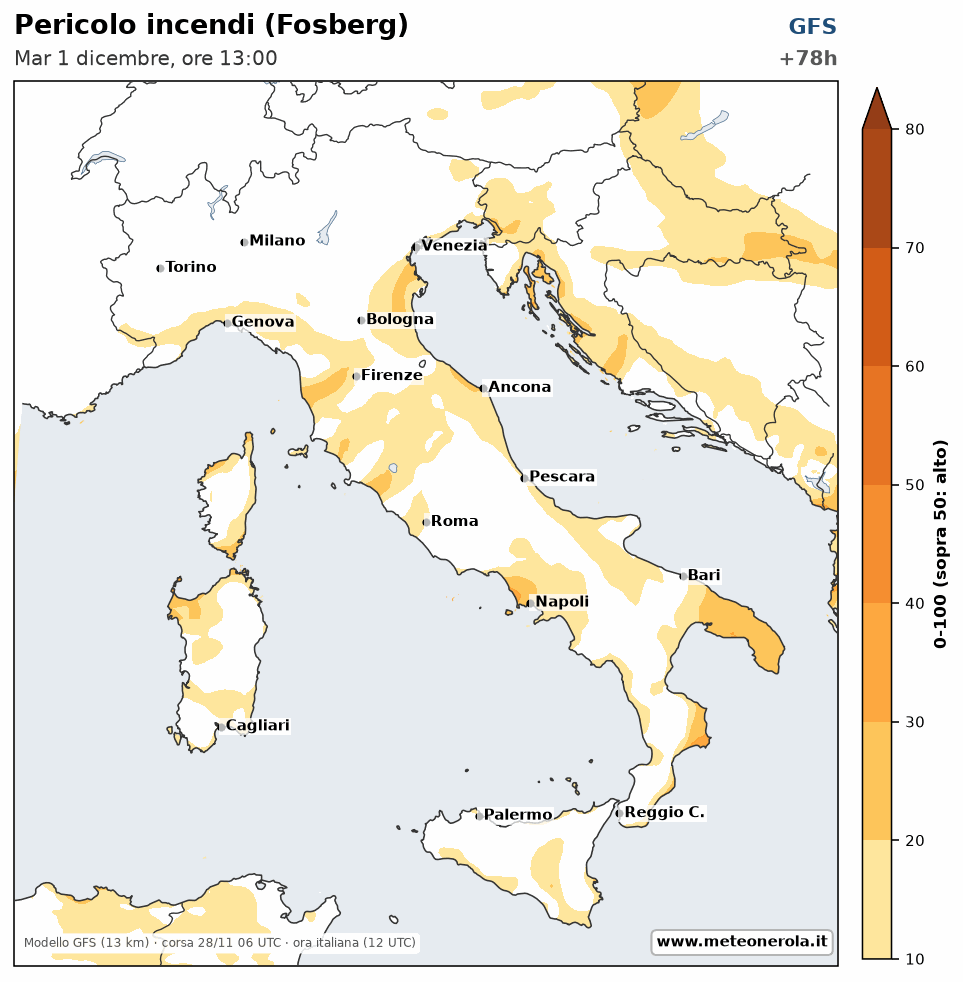 Pericolo incendi (Fosberg)
GFS
Mar 1 dicembre, ore 13:00
+78h
Milano
Venezia
Torino
Genova
Bologna
Firenze
Ancona
Pescara
Roma
Bari
Napoli
Cagliari
Palermo
Reggio C.
80
70
60
50
40
30
20
10
0-100 (sopra 50: alto)
Modello GFS (13 km) · corsa 28/11 06 UTC · ora italiana (12 UTC)
www.meteonerola.it